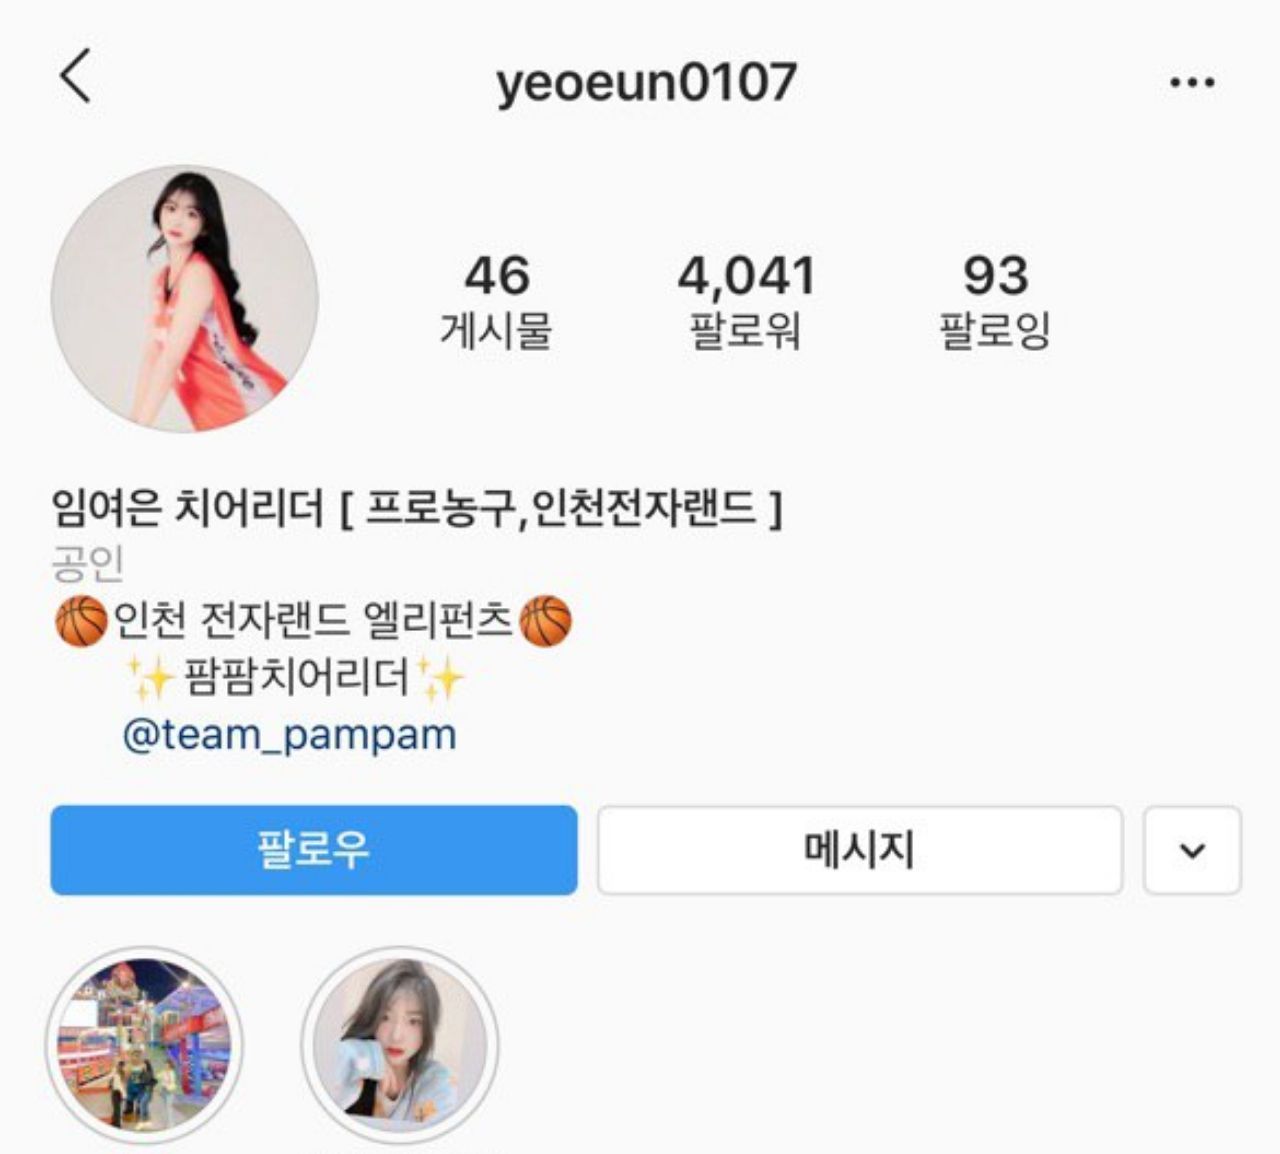 yeoeun0107
46 4,041 93
게시물 팔로워 팔로잉
임여은 치어리더 [ 프로농구,인천전자랜드 ]
공인
🏀인천 전자랜드 엘리펀츠🏀
✨팜팜치어리더✨
@team_pampam
팔로우 메시지